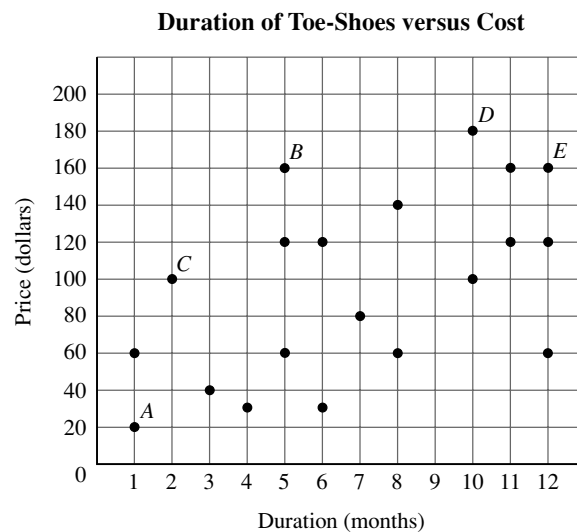 Duration of Toe-Shoes versus Cost
200
180
160
140
120
100
80
60
40
20
0
Price (dollars)
A
B
C
D
E
1 2 3 4 5 6 7 8 9 10 11 12
Duration (months)